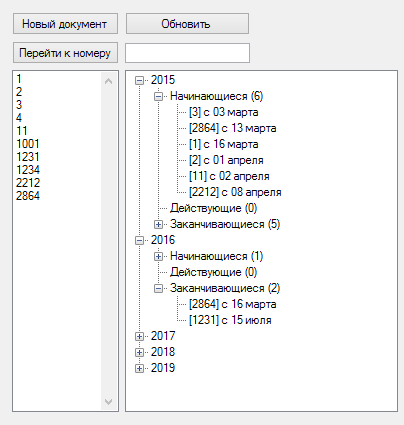 Новый документ
Обновить
Перейти к номеру
1
2
3
4
11
1001
1231
1234
2212
2864
2015
Начинающиеся (6)
[3] с 03 марта
[2864] с 13 марта
[1] с 16 марта
[2] с 01 апреля
[11] с 02 апреля
[2212] с 08 апреля
Действующие (0)
Заканчивающиеся (5)
2016
Начинающиеся (1)
Действующие (0)
Заканчивающиеся (2)
[2864] с 16 марта
[1231] с 15 июля
2017
2018
2019